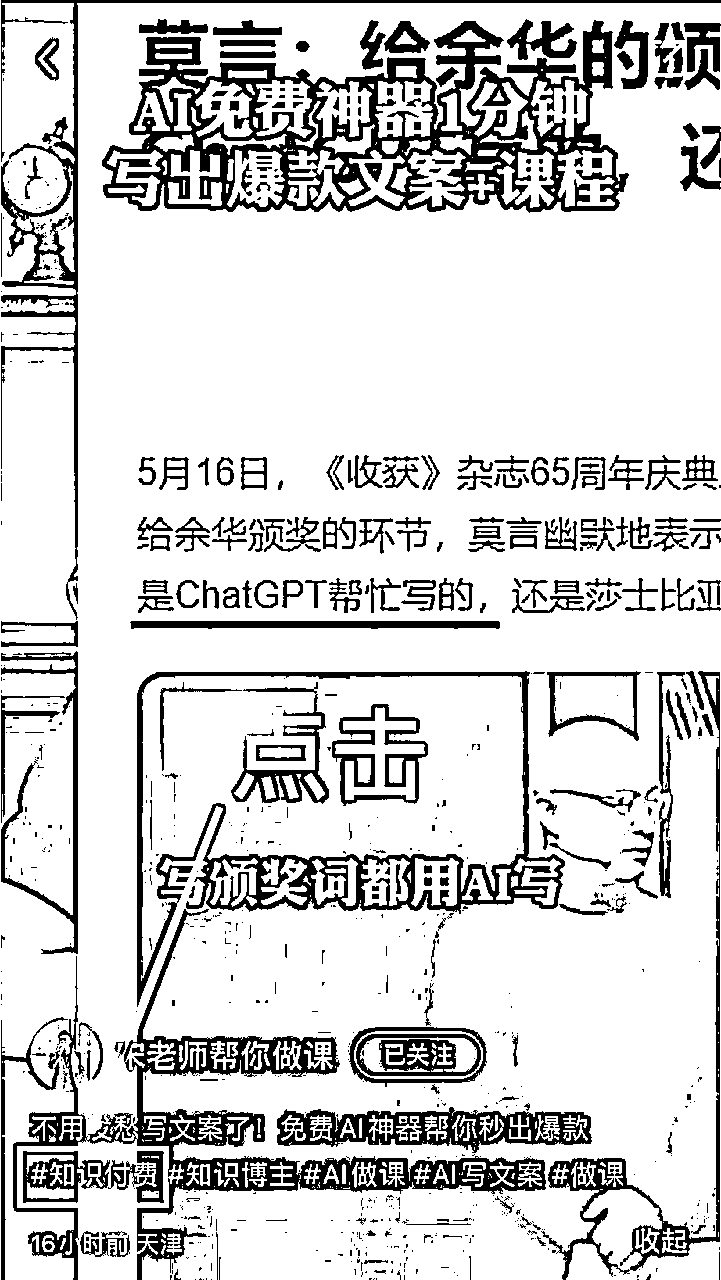 莫言：给余华的颁
AI免费神器1分钟
还
写出爆款文案+课程
5月16日，《收获》杂志65周年庆典
给余华颁奖的环节，莫言幽默地表示
是ChatGPT帮忙写的，还是莎士比亚
点击
写颁奖词都用AI写
老师帮你做课 已关注
不用 愁写文案了！免费AI神器帮你秒出爆款
#知识付费 #知识博主 #AI做课 #AI写文案 #做课
16小时前 天津 收起